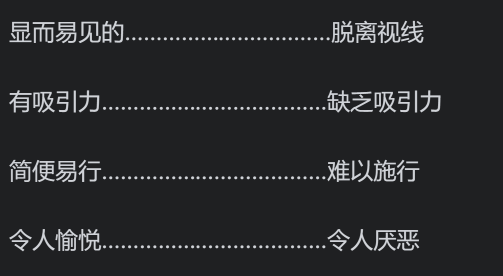 显而易见的.................................脱离视线
有吸引力....................................缺乏吸引力
简便易行....................................难以施行
令人愉悦....................................令人厌恶